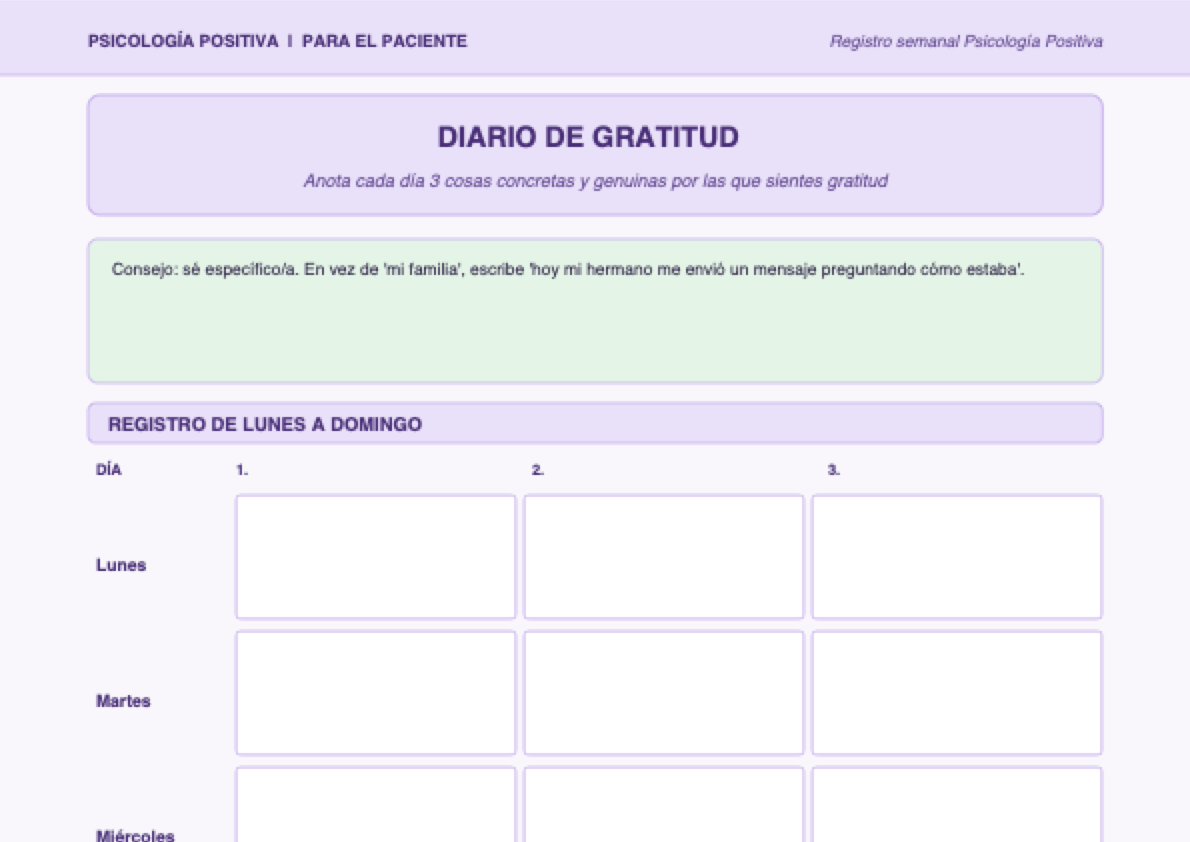 PSICOLOGÍA POSITIVA | PARA EL PACIENTE
Registro semanal Psicología Positiva
DIARIO DE GRATITUD
Anota cada día 3 cosas concretas y genuinas por las que sientes gratitud
Consejo: sé específico/a. En vez de 'mi familia', escribe 'hoy mi hermano me envió un mensaje preguntando cómo estaba'.
REGISTRO DE LUNES A DOMINGO
DÍA 1. 2. 3.
Lunes
Martes
Miércoles